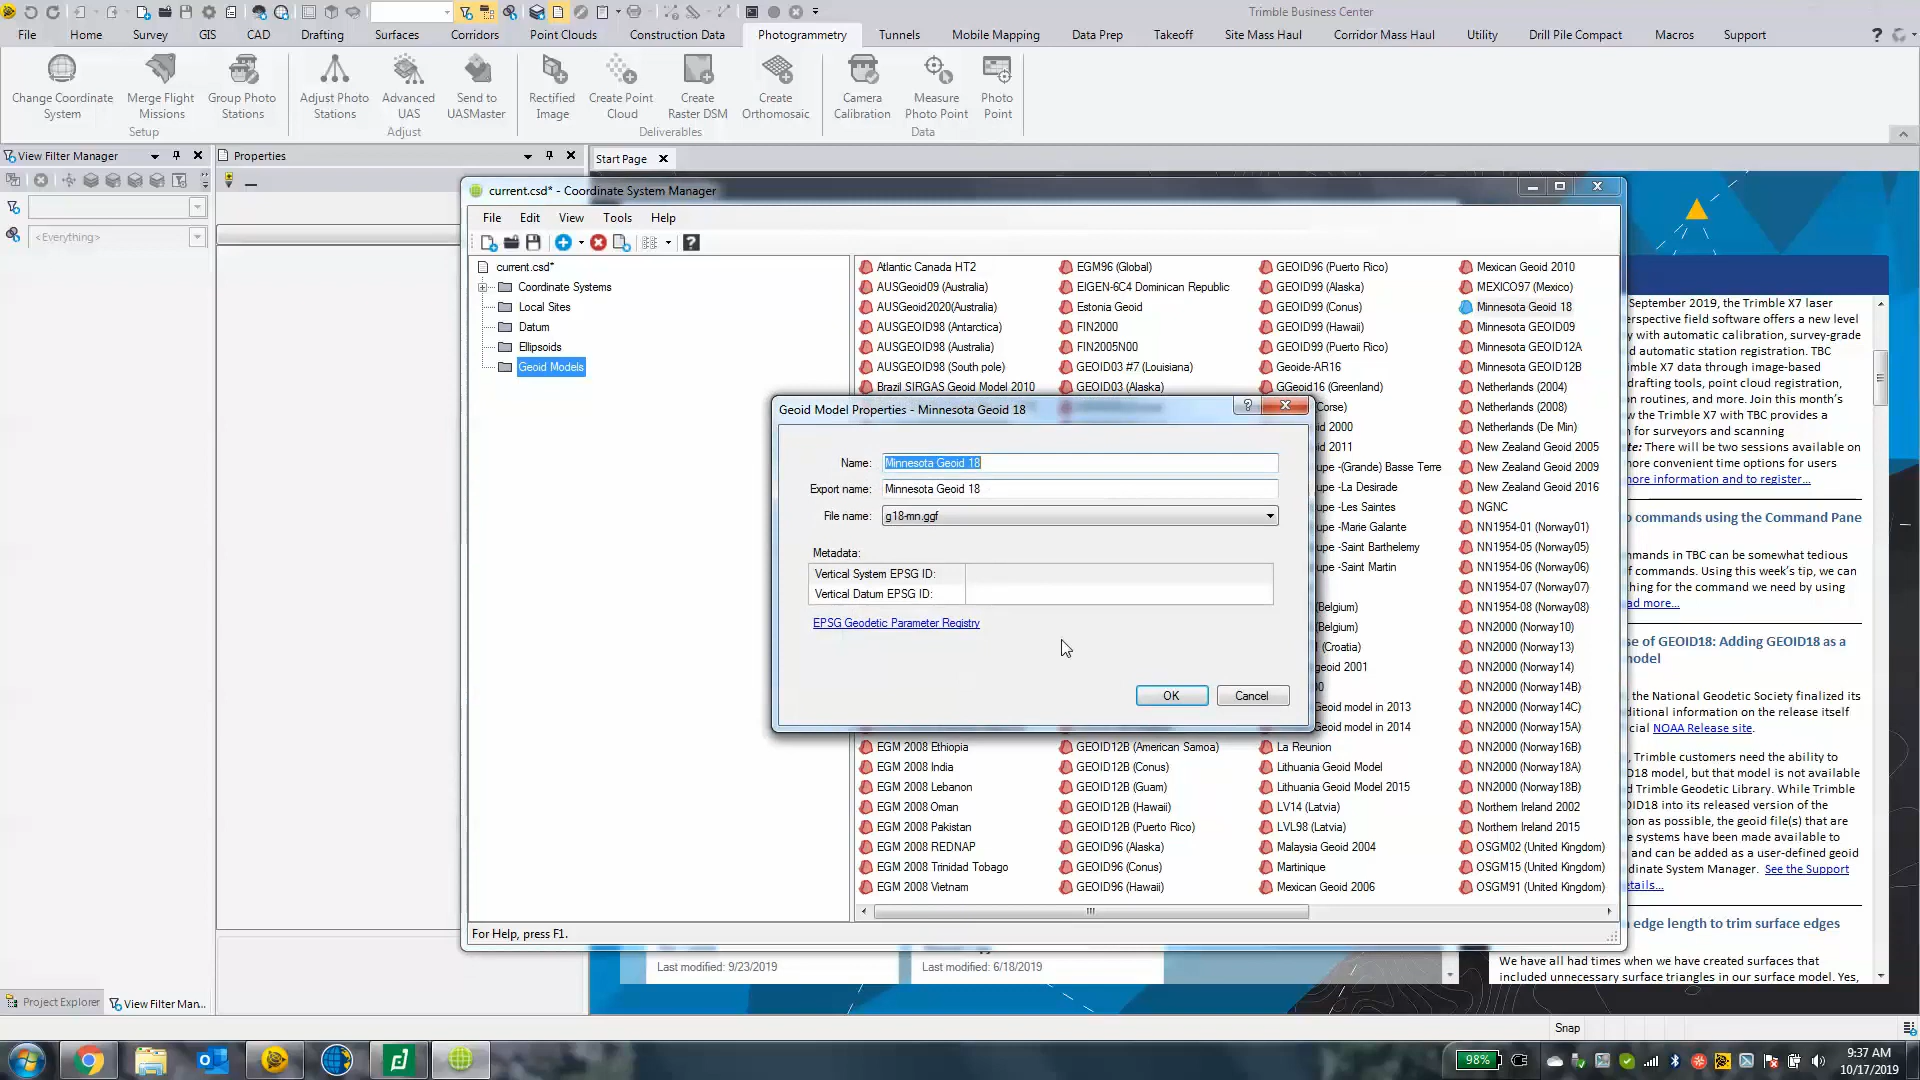 Trimble Business Center
File Home Survey GIS CAD Drafting Surfaces Corridors Point Clouds Construction Data Photogrammetry Tunnels Mobile Mapping Data Prep Takeoff Site Mass Haul Corridor Mass Haul Utility Drill Pile Compact Macros Support
Change Coordinate System
Merge Flight Missions
Group Photo Stations
Adjust Photo Stations
Advanced UAS
Send to UASMaster
Rectified Image
Create Point Cloud
Create Raster DSM
Create Orthomosaic
Camera Calibration
Measure Photo Point
Photo Point
Setup Adjust Deliverables Data
View Filter Manager
Properties
Start Page
<Everything>
current.csd* - Coordinate System Manager
File Edit View Tools Help
current.csd*
Coordinate Systems
Local Sites
Datum
Ellipsoids
Geoid Models
Atlantic Canada HT2
AUSGeoid09 (Australia)
AUSGeoid2020(Australia)
AUSGEOID98 (Antarctica)
AUSGEOID98 (Australia)
AUSGEOID98 (South pole)
Brazil SIRGAS Geoid Model 2010
EGM 2008 Ethiopia
EGM 2008 India
EGM 2008 Lebanon
EGM 2008 Oman
EGM 2008 Pakistan
EGM 2008 REDNAP
EGM 2008 Trinidad Tobago
EGM 2008 Vietnam
EGM96 (Global)
EIGEN-6C4 Dominican Republic
Estonia Geoid
FIN2000
FIN2005N00
GEOID03 #7 (Louisiana)
GEOID03 (Alaska)
GEOID12B (American Samoa)
GEOID12B (Conus)
GEOID12B (Guam)
GEOID12B (Hawaii)
GEOID12B (Puerto Rico)
GEOID96 (Alaska)
GEOID96 (Conus)
GEOID96 (Hawaii)
GEOID96 (Puerto Rico)
GEOID99 (Alaska)
GEOID99 (Conus)
GEOID99 (Hawaii)
GEOID99 (Puerto Rico)
Geoide-AR16
GGeoid16 (Greenland)
Corse)
id 2000
id 2011
upe -(Grande) Basse Terre
upe -La Desirade
upe -Les Saintes
upe -Marie Galante
upe -Saint Barthelemy
upe -Saint Martin
(Belgium)
(Belgium)
(Croatia)
geoid 2001
00
Geoid model in 2013
Geoid model in 2014
La Reunion
Lithuania Geoid Model
Lithuania Geoid Model 2015
LV14 (Latvia)
LVL98 (Latvia)
Malaysia Geoid 2004
Martinique
Mexican Geoid 2006
Mexican Geoid 2010
MEXICO97 (Mexico)
Minnesota Geoid 18
Minnesota GEOID09
Minnesota GEOID12A
Minnesota GEOID12B
Netherlands (2004)
Netherlands (2008)
Netherlands (De Min)
New Zealand Geoid 2005
New Zealand Geoid 2009
New Zealand Geoid 2016
NGNC
NN1954-01 (Norway01)
NN1954-05 (Norway05)
NN1954-06 (Norway06)
NN1954-07 (Norway07)
NN1954-08 (Norway08)
NN2000 (Norway10)
NN2000 (Norway13)
NN2000 (Norway14)
NN2000 (Norway14B)
NN2000 (Norway14C)
NN2000 (Norway15A)
NN2000 (Norway16B)
NN2000 (Norway18A)
NN2000 (Norway18B)
Northern Ireland 2002
Northern Ireland 2015
OSGM02 (United Kingdom)
OSGM15 (United Kingdom)
OSGM91 (United Kingdom)
Geoid Model Properties - Minnesota Geoid 18
Name: Minnesota Geoid 18
Export name: Minnesota Geoid 18
File name: g18-mn.ggf
Metadata:
Vertical System EPSG ID:
Vertical Datum EPSG ID:
EPSG Geodetic Parameter Registry
OK Cancel
For Help, press F1.
September 2019, the Trimble X7 laser
erspective field software offers a new level
y with automatic calibration, survey-grade
d automatic station registration. TBC
imble X7 data through image-based
drafting tools, point cloud registration,
on routines, and more. Join this month's
w the Trimble X7 with TBC provides a
n for surveyors and scanning
te: There will be two sessions available on
more convenient time options for users
more information and to register...
o commands using the Command Pane
mmands in TBC can be somewhat tedious
f commands. Using this week's tip, we can
ching for the command we need by using
ad more...
se of GEOID18: Adding GEOID18 as a
model
the National Geodetic Society finalized its
ditional information on the release itself
cial NOAA Release site.
, Trimble customers need the ability to
D18 model, but that model is not available
d Trimble Geodetic Library. While Trimble
OID18 into its released version of the
oon as possible, the geoid file(s) that are
e systems have been made available to
and can be added as a user-defined geoid
dinate System Manager. See the Support
etails...
n edge length to trim surface edges
We have all had times when we have created surfaces that
included unnecessary surface triangles in our surface model. Yes,
Last modified: 9/23/2019
Last modified: 6/18/2019
Project Explorer View Filter Man...
Snap
98%
9:37 AM
10/17/2019